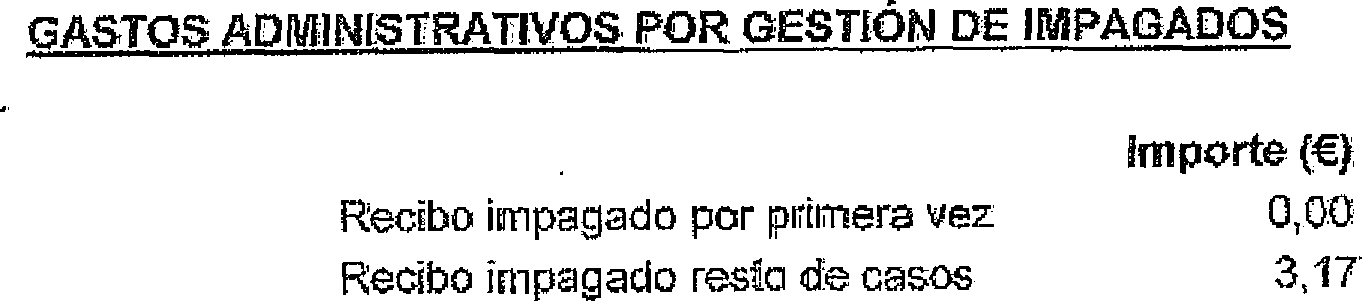 GASTOS ADMINISTRATIVOS POR GESTIÓN DE IMPAGADOS
Importe (€)
Recibo impagado por primera vez 0,00
Recibo impagado resto de casos 3,17